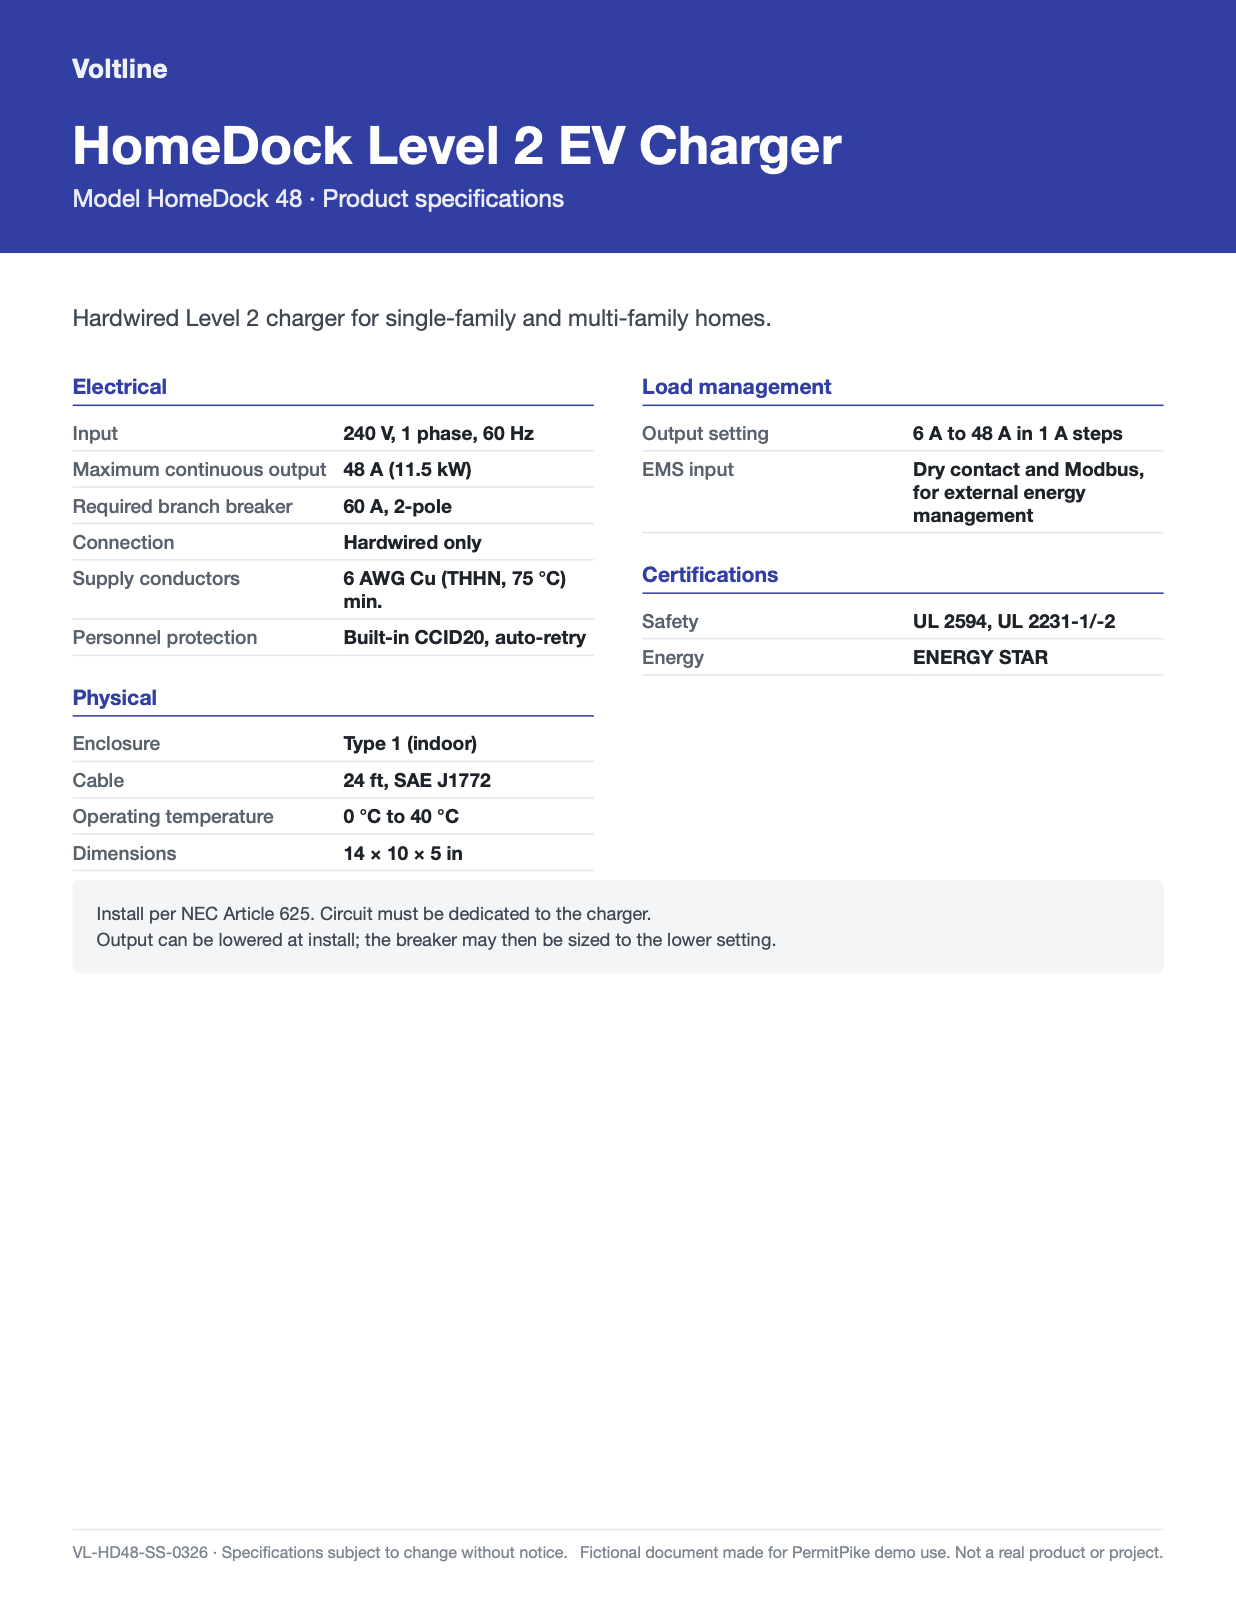 Voltline
HomeDock Level 2 EV Charger
Model HomeDock 48 · Product specifications
Hardwired Level 2 charger for single-family and multi-family homes.
Electrical
Input 240 V, 1 phase, 60 Hz
Maximum continuous output 48 A (11.5 kW)
Required branch breaker 60 A, 2-pole
Connection Hardwired only
Supply conductors 6 AWG Cu (THHN, 75 °C)
min.
Personnel protection Built-in CCID20, auto-retry
Physical
Enclosure Type 1 (indoor)
Cable 24 ft, SAE J1772
Operating temperature 0 °C to 40 °C
Dimensions 14 × 10 × 5 in
Load management
Output setting 6 A to 48 A in 1 A steps
EMS input Dry contact and Modbus,
for external energy
management
Certifications
Safety UL 2594, UL 2231-1/-2
Energy ENERGY STAR
Install per NEC Article 625. Circuit must be dedicated to the charger.
Output can be lowered at install; the breaker may then be sized to the lower setting.
VL-HD48-SS-0326 · Specifications subject to change without notice. Fictional document made for PermitPike demo use. Not a real product or project.